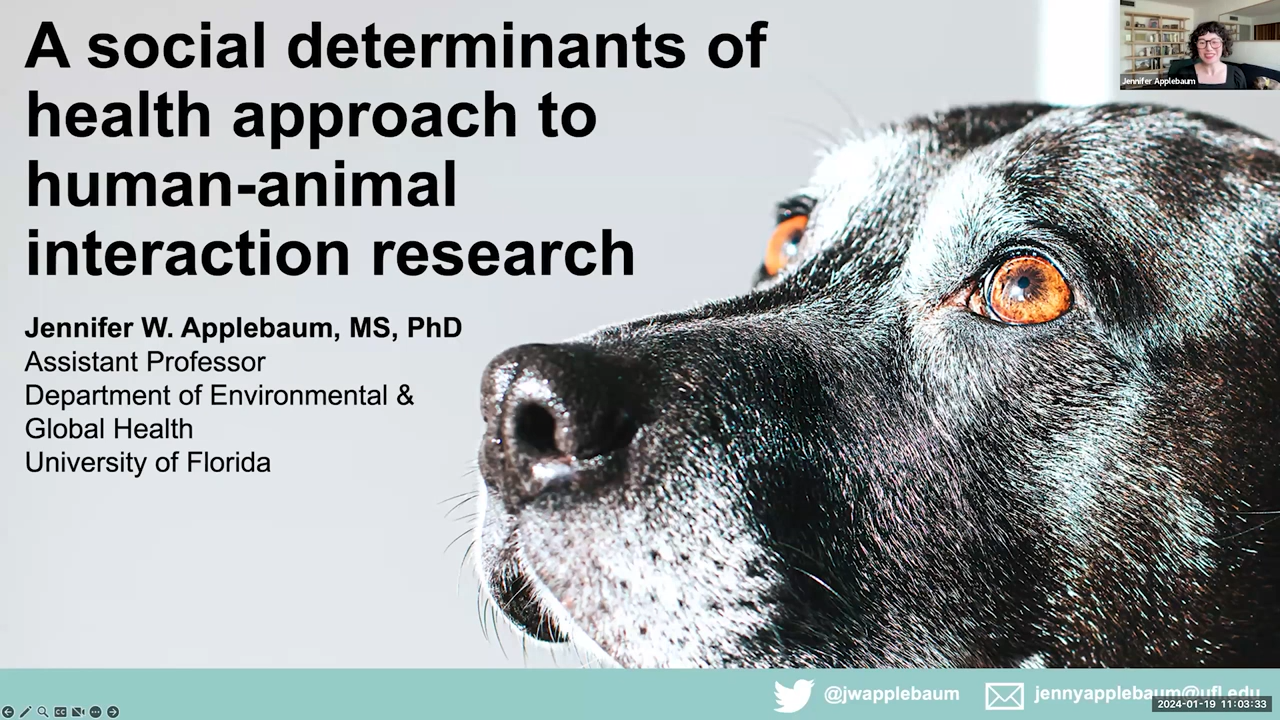 A social determinants of
health approach to
human-animal
interaction research
Jennifer Applebaum
Jennifer W. Applebaum, MS, PhD
Assistant Professor
Department of Environmental &
Global Health
University of Florida
@jwapplebaum
jennyapplebaum@ufl.edu
2024-01-19 11:03:33
CC